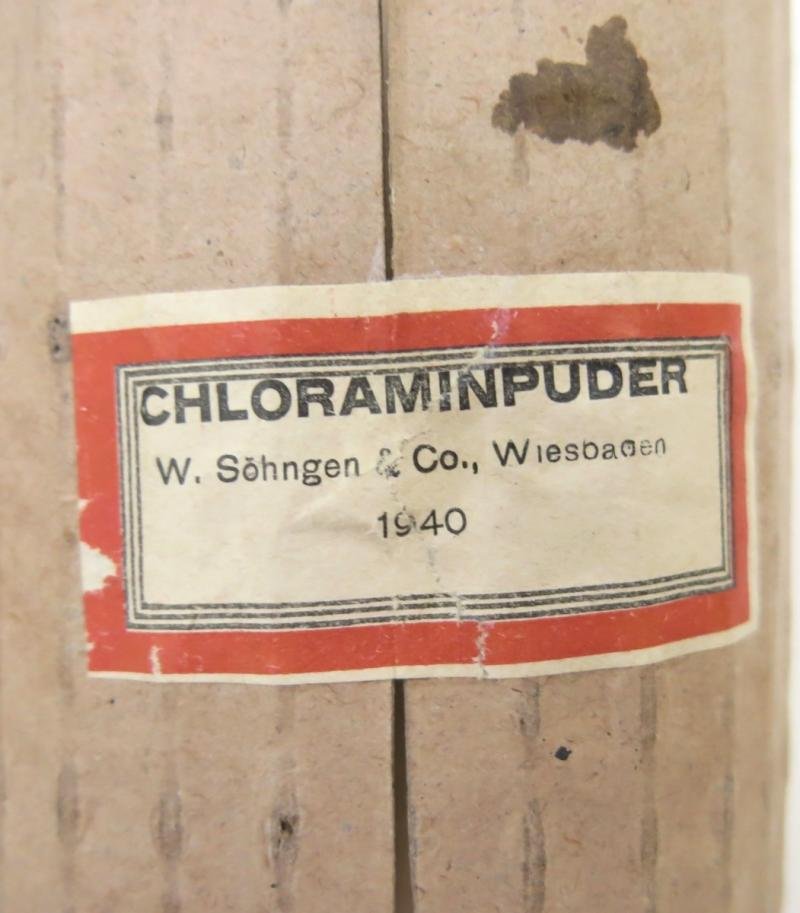 CHLORAMINPUDER
W. Söhngen & Co., Wiesbaden
1940